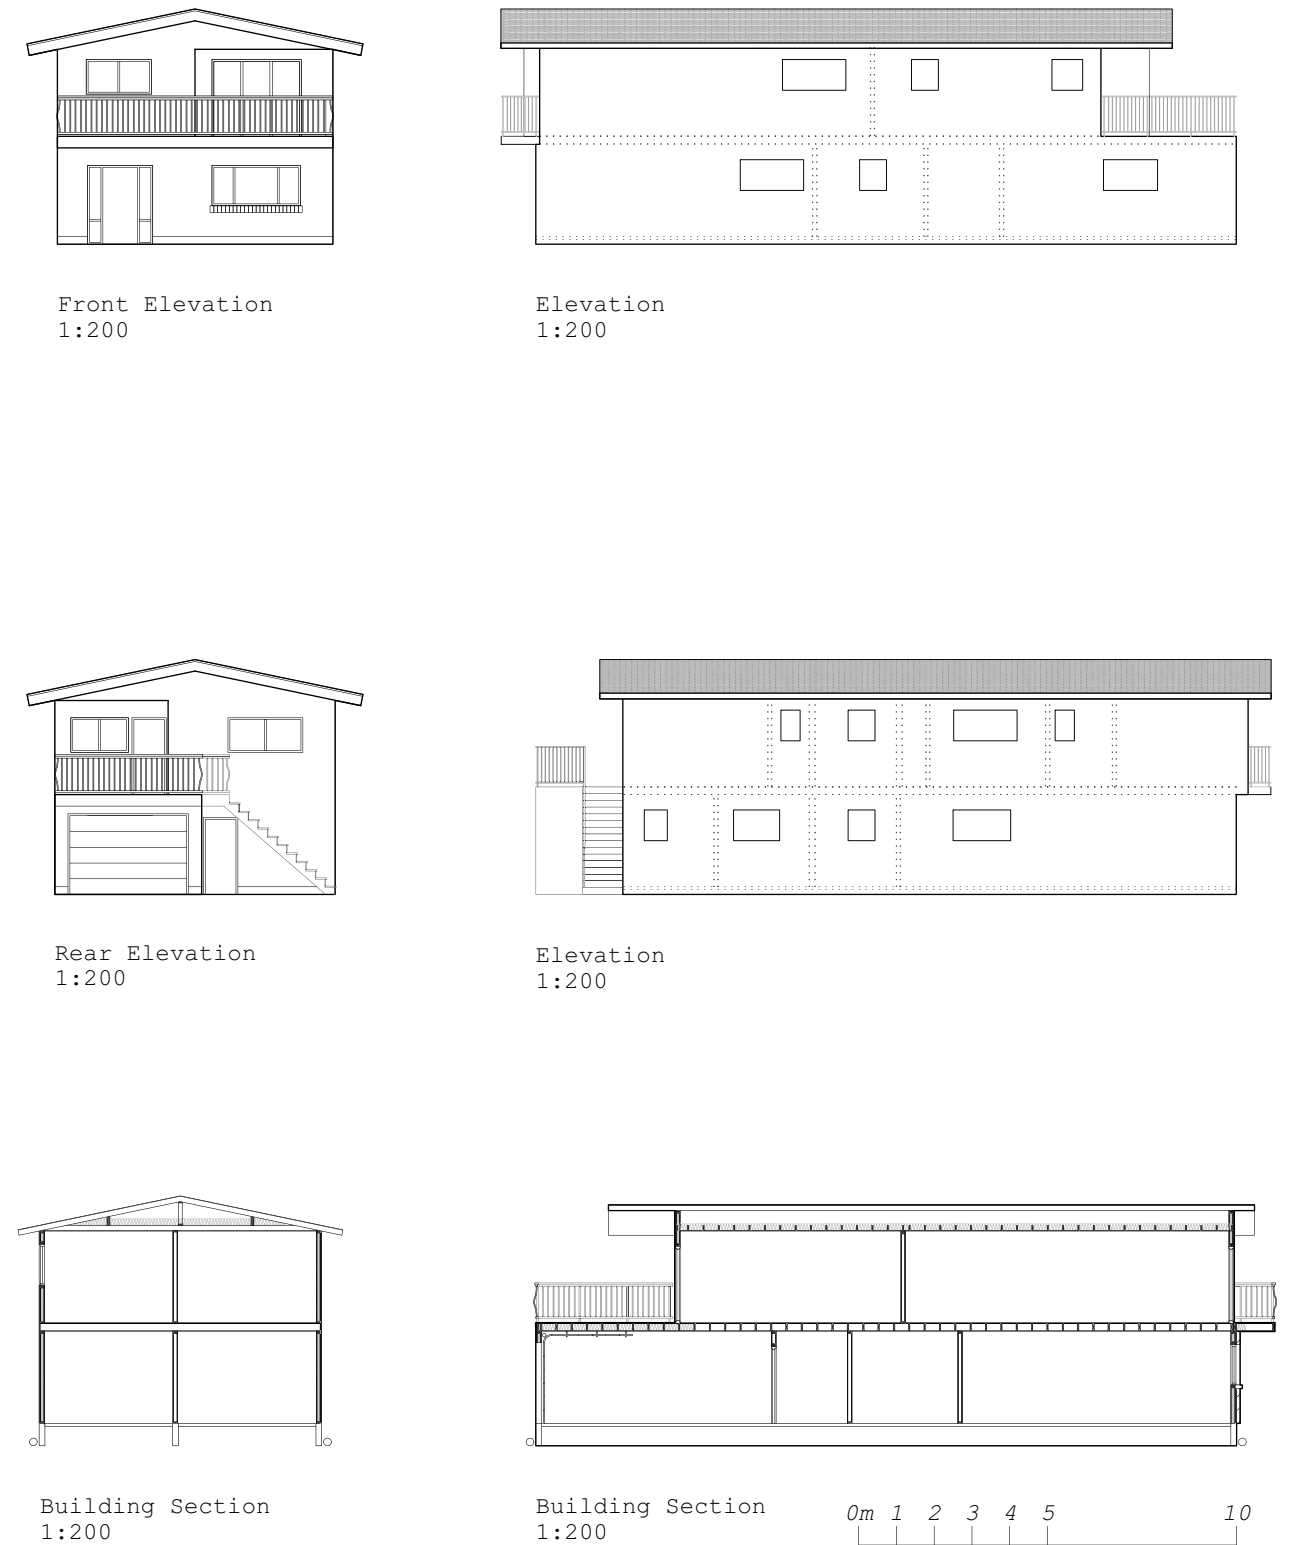 Front Elevation
1:200
Elevation
1:200
Rear Elevation
1:200
Elevation
1:200
Building Section
1:200
Building Section
1:200
0m 1 2 3 4 5 10